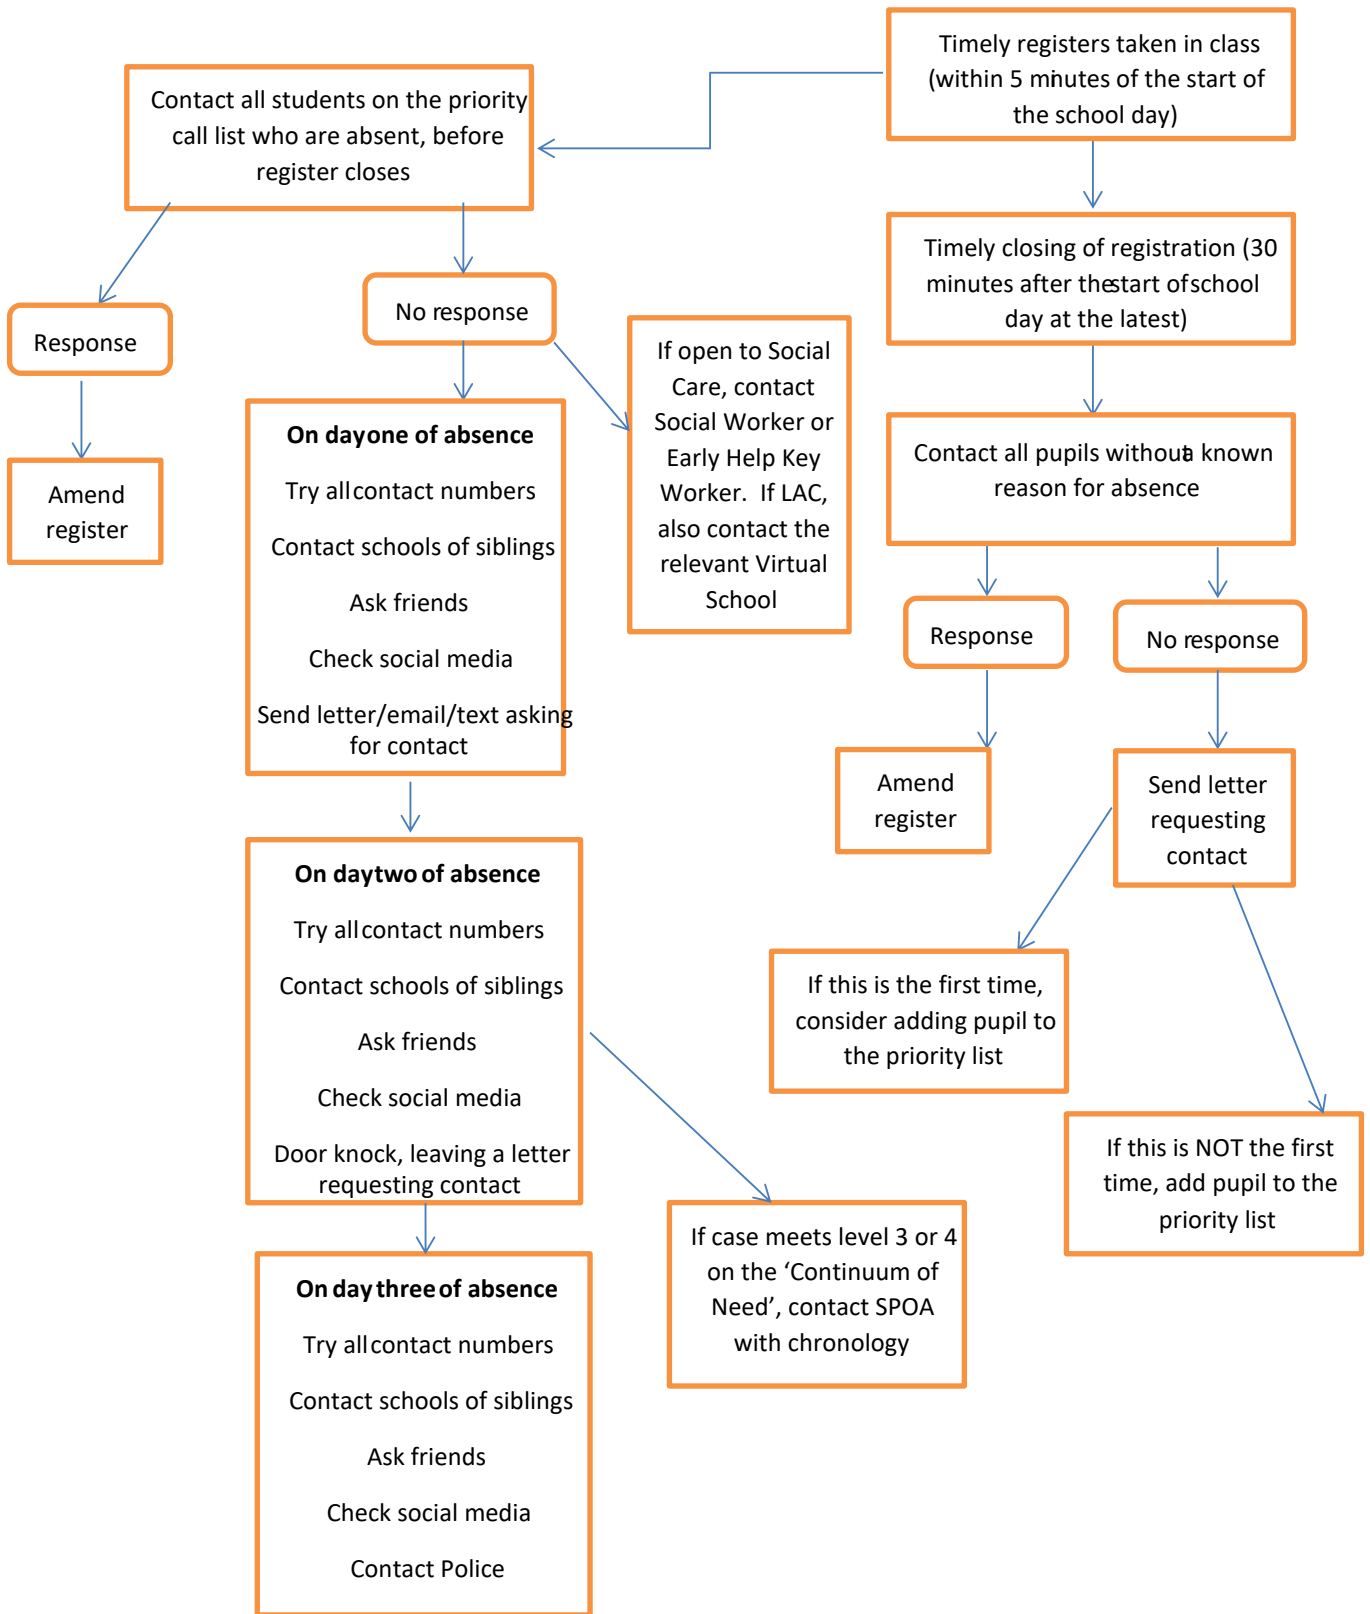 Timely registers taken in class
(within 5 minutes of the start of
the school day)
Contact all students on the priority
call list who are absent, before
register closes
Timely closing of registration (30
minutes after the start of school
day at the latest)
Response
No response
If open to Social
Care, contact
Social Worker or
Early Help Key
Worker.  If LAC,
also contact the
relevant Virtual
School
Amend
register
On day one of absence
Try all contact numbers
Contact schools of siblings
Ask friends
Check social media
Send letter/email/text asking
for contact
Contact all pupils without a known
reason for absence
Response
No response
Amend
register
Send letter
requesting
contact
On day two of absence
Try all contact numbers
Contact schools of siblings
Ask friends
Check social media
Door knock, leaving a letter
requesting contact
If this is the first time,
consider adding pupil to
the priority list
If this is NOT the first
time, add pupil to the
priority list
If case meets level 3 or 4
on the ‘Continuum of
Need’, contact SPOA
with chronology
On day three of absence
Try all contact numbers
Contact schools of siblings
Ask friends
Check social media
Contact Police